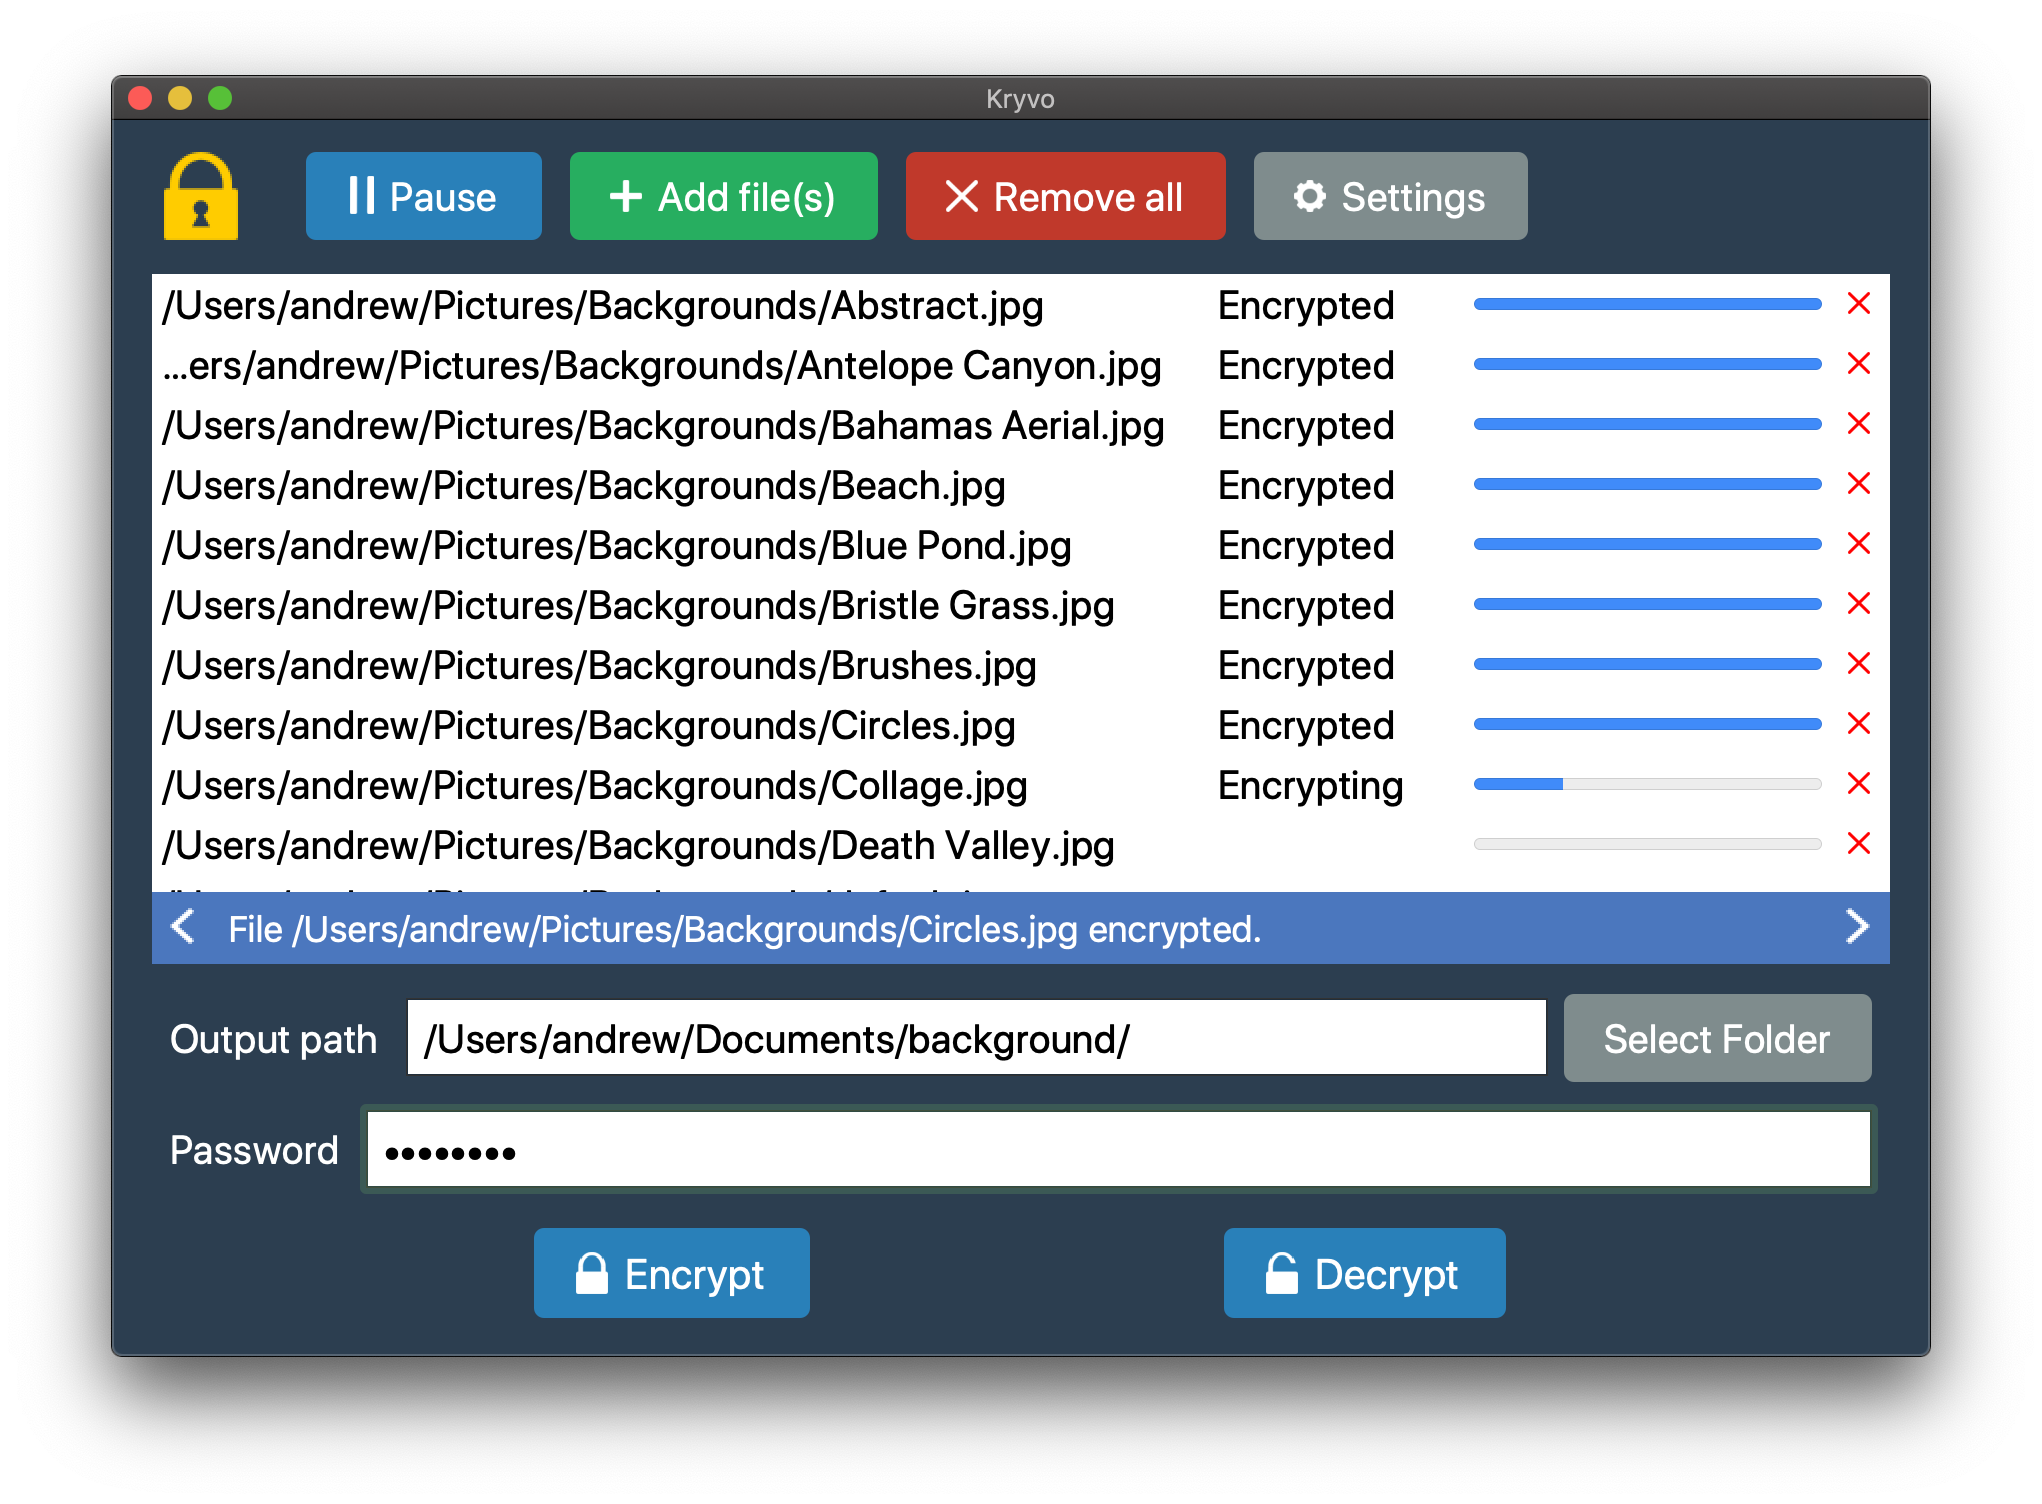 Kryvo
Pause
Add file(s)
Remove all
Settings
/Users/andrew/Pictures/Backgrounds/Abstract.jpg Encrypted
...ers/andrew/Pictures/Backgrounds/Antelope Canyon.jpg Encrypted
/Users/andrew/Pictures/Backgrounds/Bahamas Aerial.jpg Encrypted
/Users/andrew/Pictures/Backgrounds/Beach.jpg Encrypted
/Users/andrew/Pictures/Backgrounds/Blue Pond.jpg Encrypted
/Users/andrew/Pictures/Backgrounds/Bristle Grass.jpg Encrypted
/Users/andrew/Pictures/Backgrounds/Brushes.jpg Encrypted
/Users/andrew/Pictures/Backgrounds/Circles.jpg Encrypted
/Users/andrew/Pictures/Backgrounds/Collage.jpg Encrypting
/Users/andrew/Pictures/Backgrounds/Death Valley.jpg
File /Users/andrew/Pictures/Backgrounds/Circles.jpg encrypted.
Output path /Users/andrew/Documents/background/ Select Folder
Password ••••••••
Encrypt
Decrypt